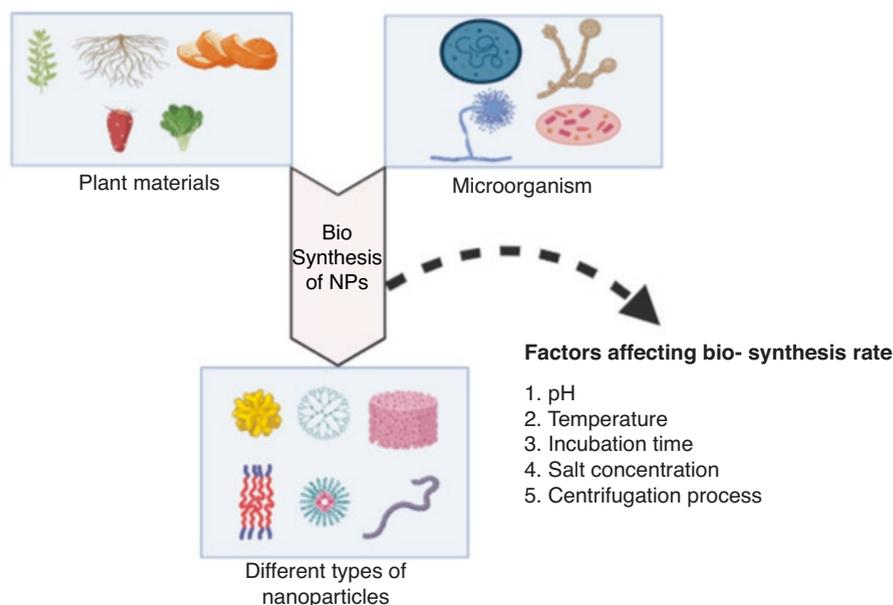 Plant materials
Microorganism
Bio
Synthesis
of NPs
Factors affecting bio- synthesis rate
1. pH
2. Temperature
3. Incubation time
4. Salt concentration
5. Centrifugation process
Different types of
nanoparticles